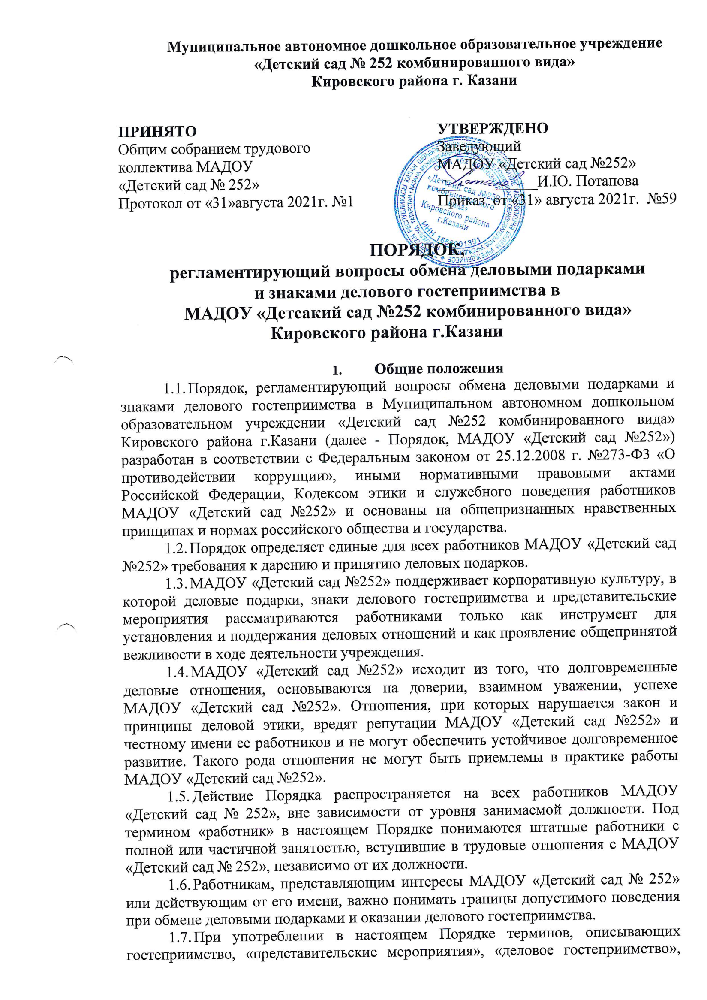 Муниципальное автономное дошкольное образовательное учреждение
«Детский сад № 252 комбинированного вида»
Кировского района г. Казани
ПРИНЯТО
Общим собранием трудового
коллектива МАДОУ
«Детский сад № 252»
Протокол от «31»августа 2021г. №1
УТВЕРЖДЕНО
Заведующий
МАДОУ «Детский сад №252»
И.Ю. Потапова
Приказ от «31» августа 2021г. №59
«Детский сад №252
комбинированного
вида»
Кировского района
г.Казани
ПОРЯДОК,
регламентирующий вопросы обмена деловыми подарками
и знаками делового гостеприимства в
МАДОУ «Детсакий сад №252 комбинированного вида»
Кировского района г.Казани
1. Общие положения
1.1. Порядок, регламентирующий вопросы обмена деловыми подарками и
знаками делового гостеприимства в Муниципальном автономном дошкольном
образовательном учреждении «Детский сад №252 комбинированного вида»
Кировского района г.Казани (далее - Порядок, МАДОУ «Детский сад №252»)
разработан в соответствии с Федеральным законом от 25.12.2008 г. №273-ФЗ «О
противодействии коррупции», иными нормативными правовыми актами
Российской Федерации, Кодексом этики и служебного поведения работников
МАДОУ «Детский сад №252» и основаны на общепризнанных нравственных
принципах и нормах российского общества и государства.
1.2. Порядок определяет единые для всех работников МАДОУ «Детский сад
№252» требования к дарению и принятию деловых подарков.
1.3. МАДОУ «Детский сад №252» поддерживает корпоративную культуру, в
которой деловые подарки, знаки делового гостеприимства и представительские
мероприятия рассматриваются работниками только как инструмент для
установления и поддержания деловых отношений и как проявление общепринятой
вежливости в ходе деятельности учреждения.
1.4. МАДОУ «Детский сад №252» исходит из того, что долговременные
деловые отношения, основываются на доверии, взаимном уважении, успехе
МАДОУ «Детский сад №252». Отношения, при которых нарушается закон и
принципы деловой этики, вредят репутации МАДОУ «Детский сад №252» и
честному имени ее работников и не могут обеспечить устойчивое долговременное
развитие. Такого рода отношения не могут быть приемлемы в практике работы
МАДОУ «Детский сад №252».
1.5. Действие Порядка распространяется на всех работников МАДОУ
«Детский сад № 252», вне зависимости от уровня занимаемой должности. Под
термином «работник» в настоящем Порядке понимаются штатные работники с
полной или частичной занятостью, вступившие в трудовые отношения с МАДОУ
«Детский сад № 252», независимо от их должности.
1.6. Работникам, представляющим интересы МАДОУ «Детский сад № 252»
или действующим от его имени, важно понимать границы допустимого поведения
при обмене деловыми подарками и оказании делового гостеприимства.
1.7. При употреблении в настоящем Порядке терминов, описывающих
гостеприимство, «представительские мероприятия», «деловое гостеприимство»,